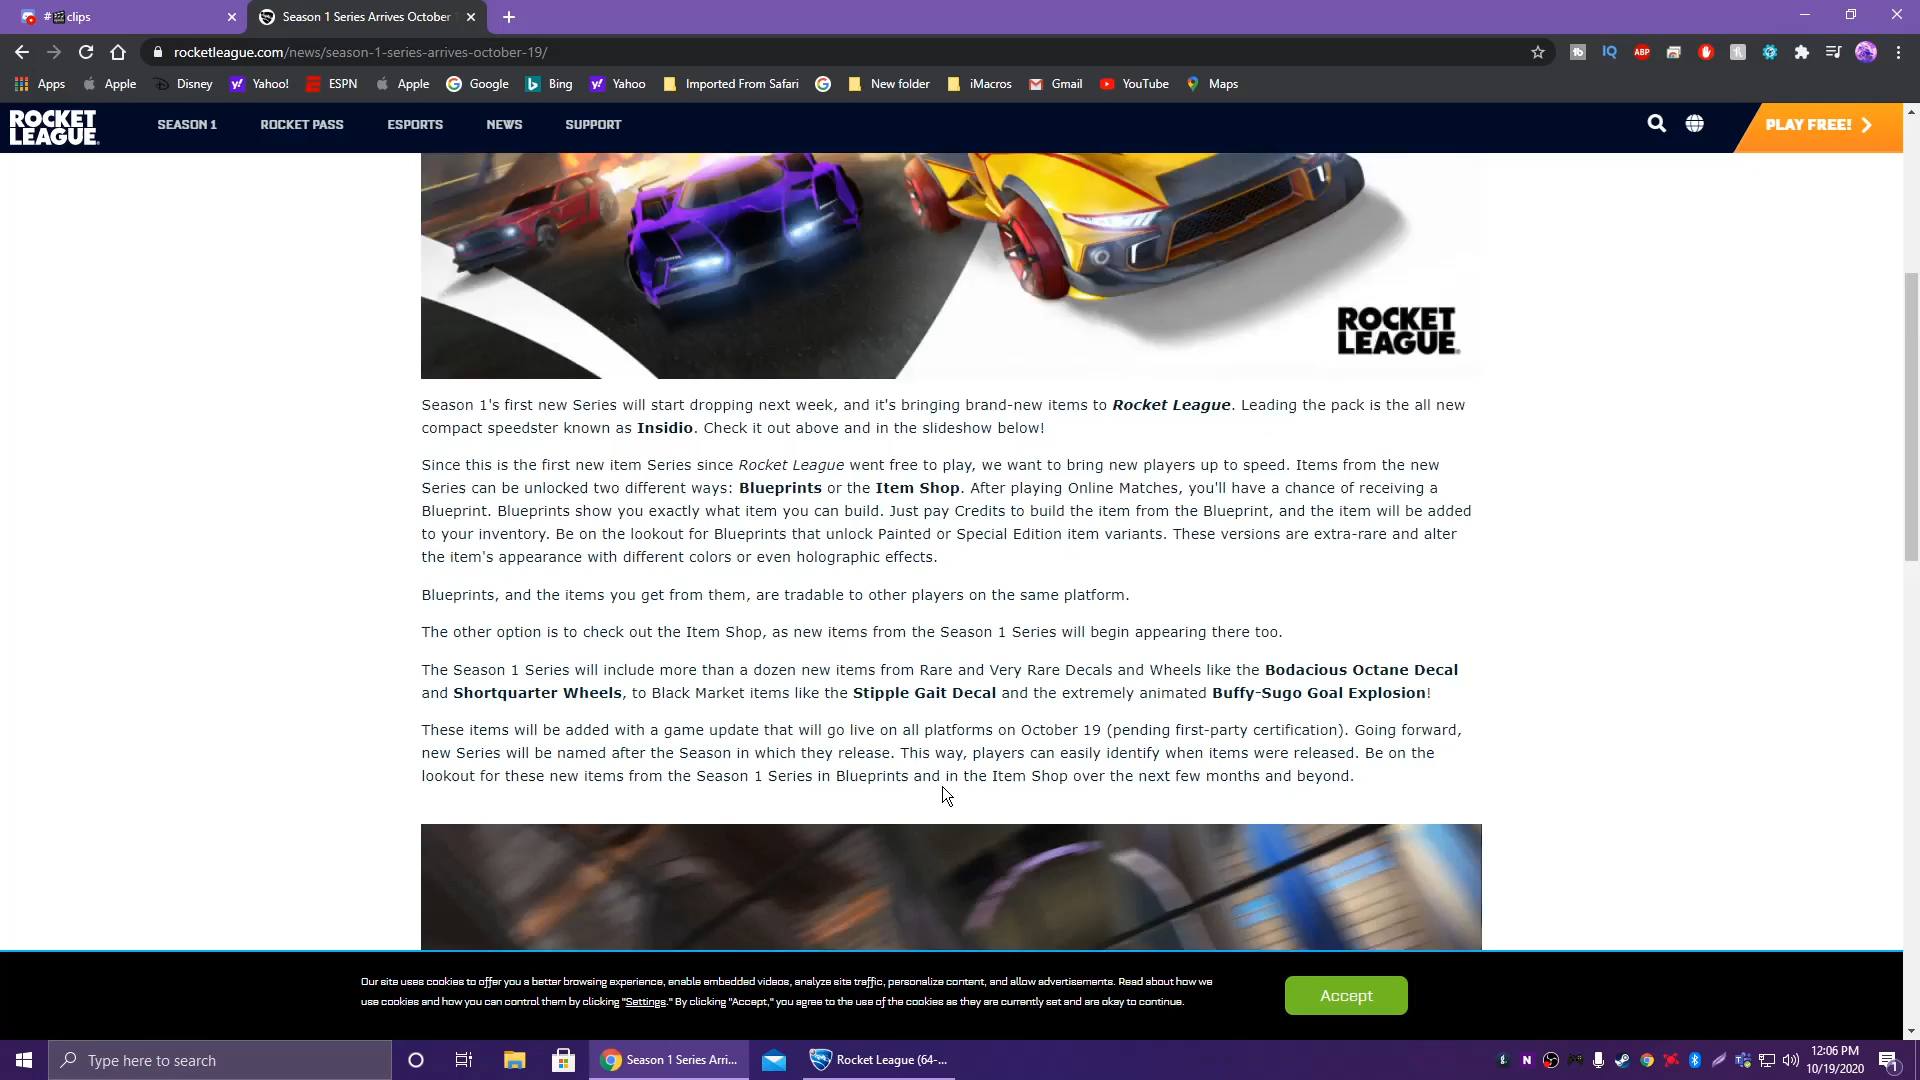 # clips
Season 1 Series Arrives October
rocketleague.com/news/season-1-series-arrives-october-19/
Apps Apple Disney Yahoo! ESPN Apple Google Bing Yahoo Imported From Safari New folder iMacros Gmail YouTube Maps
ROCKET
LEAGUE
SEASON 1 ROCKET PASS ESPORTS NEWS SUPPORT PLAY FREE!
ROCKET
LEAGUE
Season 1's first new Series will start dropping next week, and it's bringing brand-new items to Rocket League. Leading the pack is the all new
compact speedster known as Insidio. Check it out above and in the slideshow below!
Since this is the first new item Series since Rocket League went free to play, we want to bring new players up to speed. Items from the new
Series can be unlocked two different ways: Blueprints or the Item Shop. After playing Online Matches, you'll have a chance of receiving a
Blueprint. Blueprints show you exactly what item you can build. Just pay Credits to build the item from the Blueprint, and the item will be added
to your inventory. Be on the lookout for Blueprints that unlock Painted or Special Edition item variants. These versions are extra-rare and alter
the item's appearance with different colors or even holographic effects.
Blueprints, and the items you get from them, are tradable to other players on the same platform.
The other option is to check out the Item Shop, as new items from the Season 1 Series will begin appearing there too.
The Season 1 Series will include more than a dozen new items from Rare and Very Rare Decals and Wheels like the Bodacious Octane Decal
and Shortquarter Wheels, to Black Market items like the Stipple Gait Decal and the extremely animated Buffy-Sugo Goal Explosion!
These items will be added with a game update that will go live on all platforms on October 19 (pending first-party certification). Going forward,
new Series will be named after the Season in which they release. This way, players can easily identify when items were released. Be on the
lookout for these new items from the Season 1 Series in Blueprints and in the Item Shop over the next few months and beyond.
Our site uses cookies to offer you a better browsing experience, enable embedded videos, analyze site traffic, personalize content, and allow advertisements. Read about how we
use cookies and how you can control them by clicking "Settings." By clicking "Accept," you agree to the use of the cookies as they are currently set and are okay to continue.
Accept
Type here to search
Season 1 Series Arri...
Rocket League (64-...
12:06 PM
10/19/2020